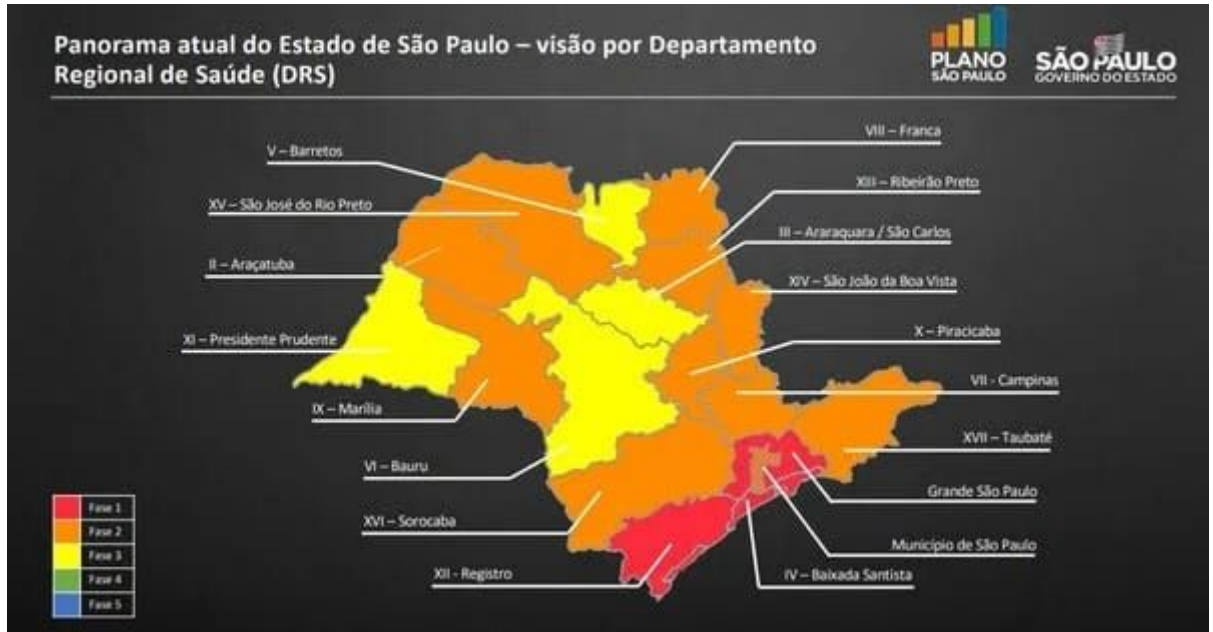 Panorama atual do Estado de São Paulo – visão por Departamento
Regional de Saúde (DRS)
PLANO
SÃO PAULO
SÃO PAULO
GOVERNO DO ESTADO
VIII – Franca
V – Barretos
XIII – Ribeirão Preto
XV – São José do Rio Preto
III – Araraquara / São Carlos
II – Araçatuba
XIV – São João da Boa Vista
X – Piracicaba
XI – Presidente Prudente
VII - Campinas
IX – Marília
XVII – Taubaté
VI – Bauru
Grande São Paulo
XVI – Sorocaba
Município de São Paulo
XII - Registro
IV – Baixada Santista
Fase 1
Fase 2
Fase 3
Fase 4
Fase 5